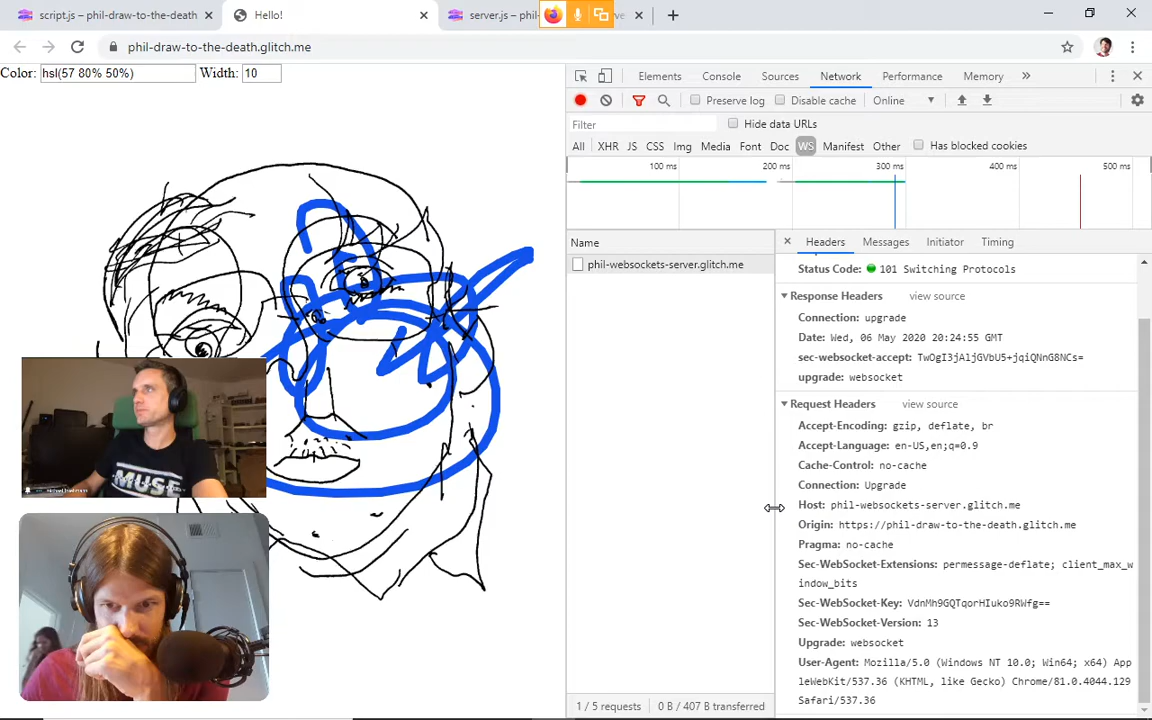 script.js – phil-draw-to-the-death
Hello!
server.js – phil-
phil-draw-to-the-death.glitch.me
Color: hsl(57 80% 50%) Width: 10
Elements Console Sources Network Performance Memory
Preserve log Disable cache Online
Filter
Hide data URLs
All XHR JS CSS Img Media Font Doc WS Manifest Other Has blocked cookies
100 ms 200 ms 300 ms 400 ms 500 ms
Name
phil-websockets-server.glitch.me
Headers Messages Initiator Timing
Status Code: 101 Switching Protocols
Response Headers view source
Connection: upgrade
Date: Wed, 06 May 2020 20:24:55 GMT
sec-websocket-accept: TwOgI3jAljGVbU5+jqiQNnG8NCs=
upgrade: websocket
Request Headers view source
Accept-Encoding: gzip, deflate, br
Accept-Language: en-US,en;q=0.9
Cache-Control: no-cache
Connection: Upgrade
Host: phil-websockets-server.glitch.me
Origin: https://phil-draw-to-the-death.glitch.me
Pragma: no-cache
Sec-WebSocket-Extensions: permessage-deflate; client_max_w
indow_bits
Sec-WebSocket-Key: VdnMh9GQTqorHIuko9RWfg==
Sec-WebSocket-Version: 13
Upgrade: websocket
User-Agent: Mozilla/5.0 (Windows NT 10.0; Win64; x64) App
leWebKit/537.36 (KHTML, like Gecko) Chrome/81.0.4044.129
Safari/537.36
1 / 5 requests 0 B / 407 B transferred
MUSE